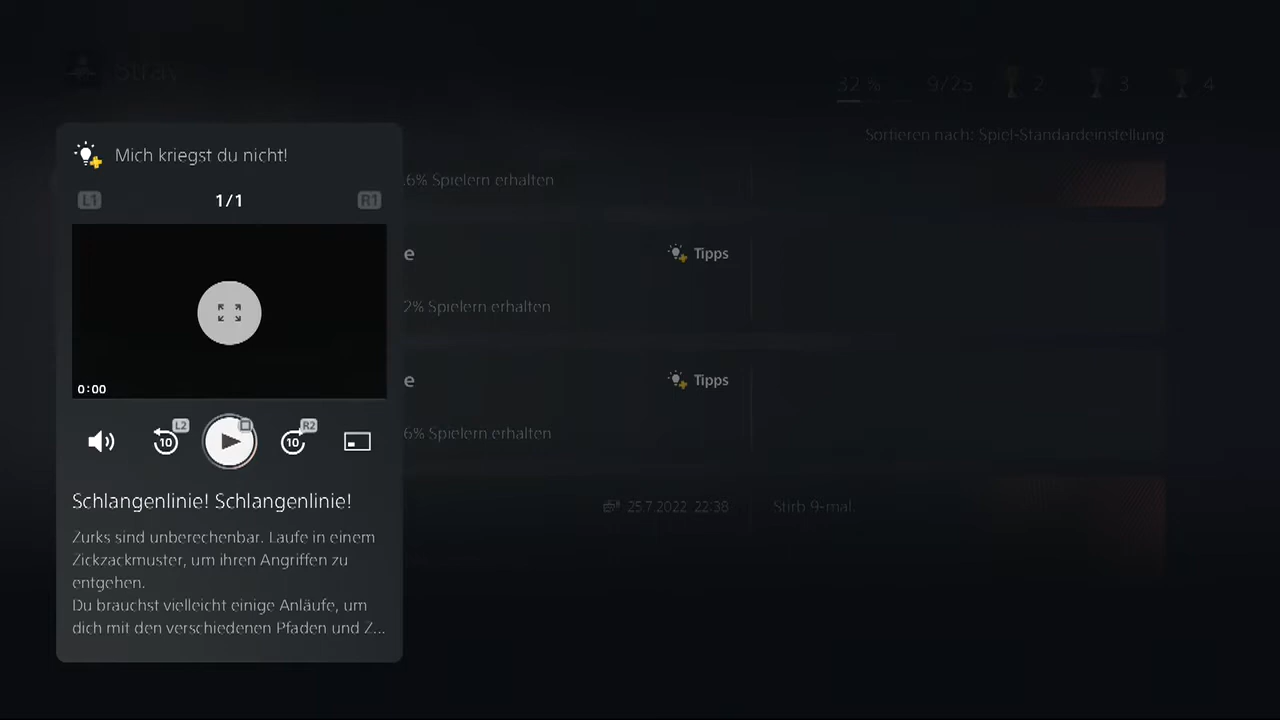 Stray
32 %
9/25
2
3
4
Sortieren nach: Spiel-Standardeinstellung
Mich kriegst du nicht!
L1
1/1
R1
.6% Spielern erhalten
e
Tipps
2% Spielern erhalten
0:00
e
Tipps
6% Spielern erhalten
L2
R2
10
10
Schlangenlinie! Schlangenlinie!
25.7.2022 22:38
Stirb 9-mal.
Zurks sind unberechenbar. Laufe in einem
Zickzackmuster, um ihren Angriffen zu
entgehen.
Du brauchst vielleicht einige Anläufe, um
dich mit den verschiedenen Pfaden und Z...